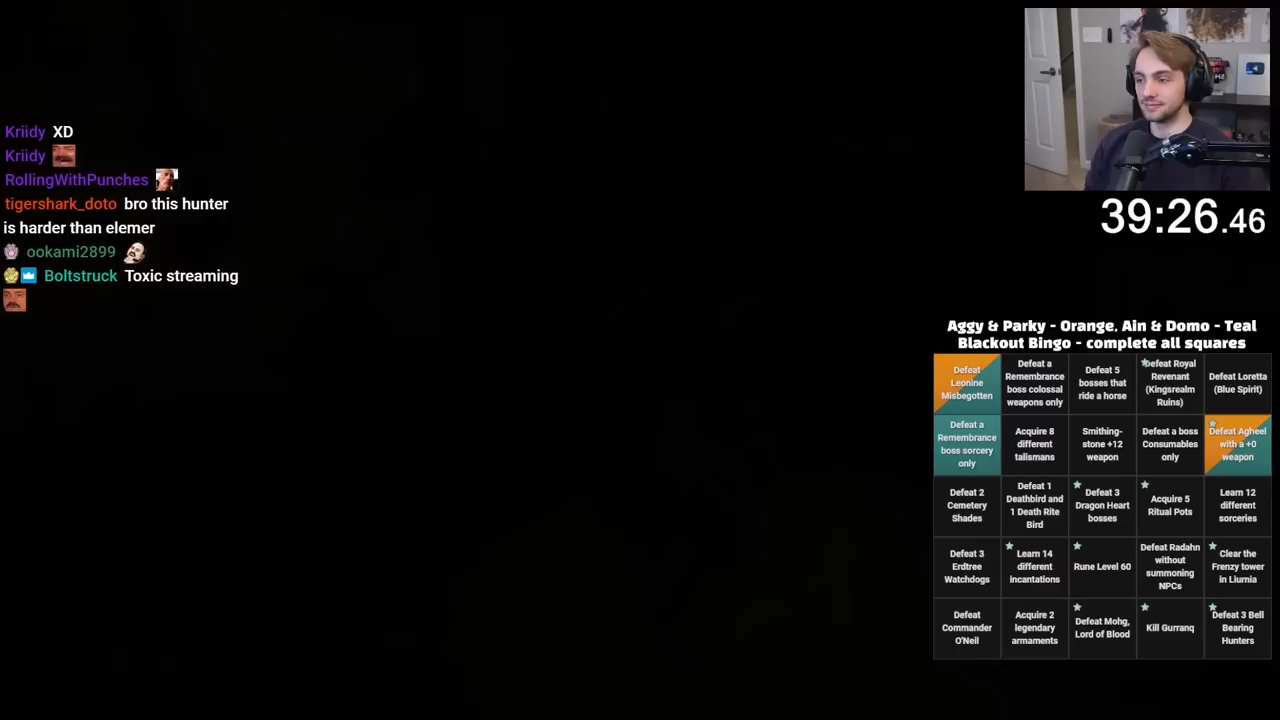 Kriidy XD
Kriidy
RollingWithPunches
tigershark_doto bro this hunter
is harder than elemer
ookami2899
Boltstruck Toxic streaming
39:26.46
Aggy & Parky - Orange, Ain & Domo - Teal
Blackout Bingo - complete all squares
Defeat
Leonine
Misbegotten
Defeat a
Remembrance
boss colossal
weapons only
Defeat 5
bosses that
ride a horse
Defeat Royal
Revenant
(Kingsrealm
Ruins)
Defeat Loretta
(Blue Spirit)
Defeat a
Remembrance
boss sorcery
only
Acquire 8
different
talismans
Smithing-
stone +12
weapon
Defeat a boss
Consumables
only
Defeat Agheel
with a +0
weapon
Defeat 2
Cemetery
Shades
Defeat 1
Deathbird and
1 Death Rite
Bird
Defeat 3
Dragon Heart
bosses
Acquire 5
Ritual Pots
Learn 12
different
sorceries
Defeat 3
Erdtree
Watchdogs
Learn 14
different
incantations
Rune Level 60
Defeat Radahn
without
summoning
NPCs
Clear the
Frenzy tower
in Liurnia
Defeat
Commander
O'Neil
Acquire 2
legendary
armaments
Defeat Mohg,
Lord of Blood
Kill Gurranq
Defeat 3 Bell
Bearing
Hunters